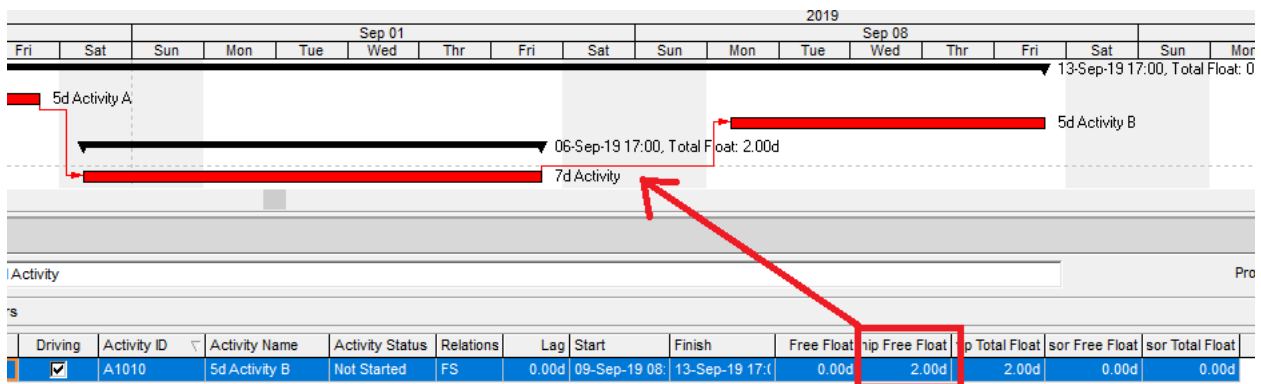 2019
Sep 01 Sep 08
Fri Sat Sun Mon Tue Wed Thr Fri Sat Sun Mon Tue Wed Thr Fri Sat Sun Mon
13-Sep-19 17:00, Total Float: 0
5d Activity A
5d Activity B
06-Sep-19 17:00, Total Float: 2.00d
7d Activity
Activity Pro
rs
Driving Activity ID Activity Name Activity Status Relations Lag Start Finish Free Float hip Free Float p Total Float sor Free Float sor Total Float
A1010 5d Activity B Not Started FS 0.00d 09-Sep-19 08: 13-Sep-19 17:( 0.00d 2.00d 2.00d 0.00d 0.00d